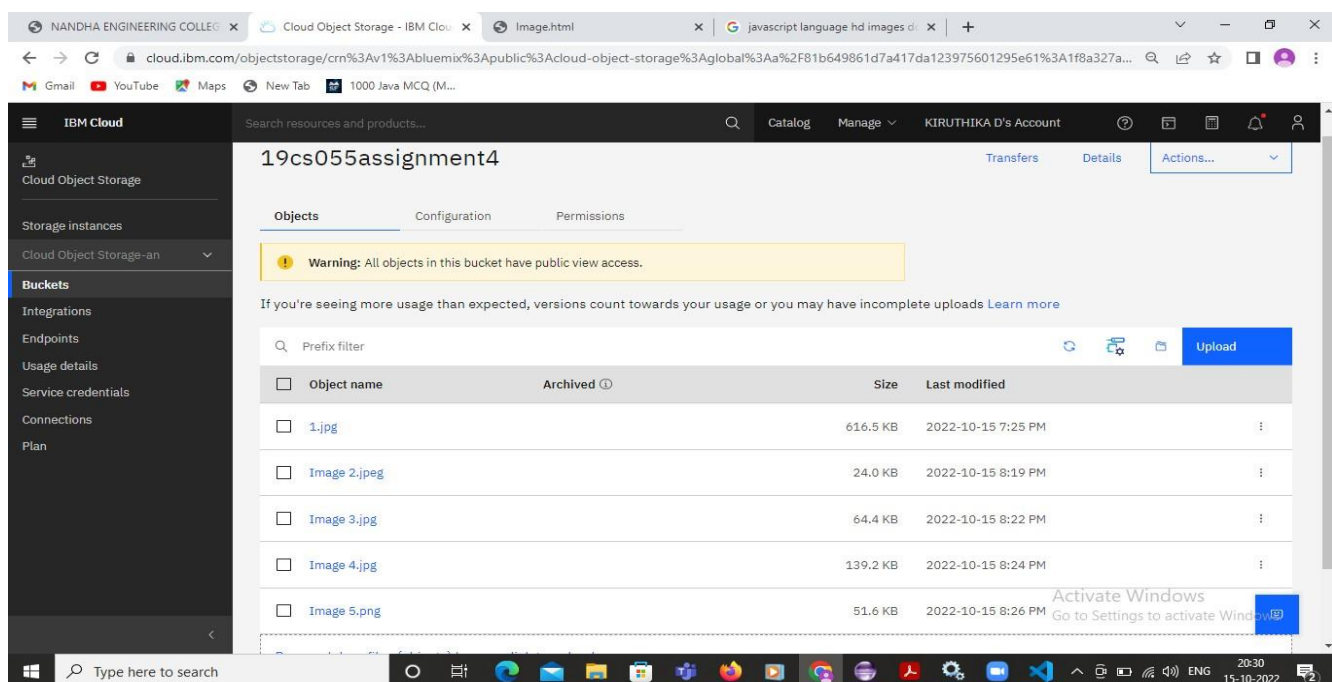 NANDHA ENGINEERING COLLEG
Cloud Object Storage - IBM Clou
Image.html
javascript language hd images d
cloud.ibm.com/objectstorage/crn%3Av1%3Abluemix%3Apublic%3Acloud-object-storage%3Aglobal%3Aa%2F81b649861d7a417da123975601295e61%3A1f8a327a...
Gmail YouTube Maps New Tab 1000 Java MCQ (M...
IBM Cloud Search resources and products... Catalog Manage KIRUTHIKA D's Account
Cloud Object Storage
Storage instances
Cloud Object Storage-an
Buckets
Integrations
Endpoints
Usage details
Service credentials
Connections
Plan
19cs055assignment4
Transfers Details Actions...
Objects Configuration Permissions
Warning: All objects in this bucket have public view access.
If you're seeing more usage than expected, versions count towards your usage or you may have incomplete uploads Learn more
Prefix filter Upload
Object name Archived Size Last modified
1.jpg 616.5 KB 2022-10-15 7:25 PM
Image 2.jpeg 24.0 KB 2022-10-15 8:19 PM
Image 3.jpg 64.4 KB 2022-10-15 8:22 PM
Image 4.jpg 139.2 KB 2022-10-15 8:24 PM
Image 5.png 51.6 KB 2022-10-15 8:26 PM
Activate Windows
Go to Settings to activate Windows
Type here to search
ENG
20:30
15-10-2022
2